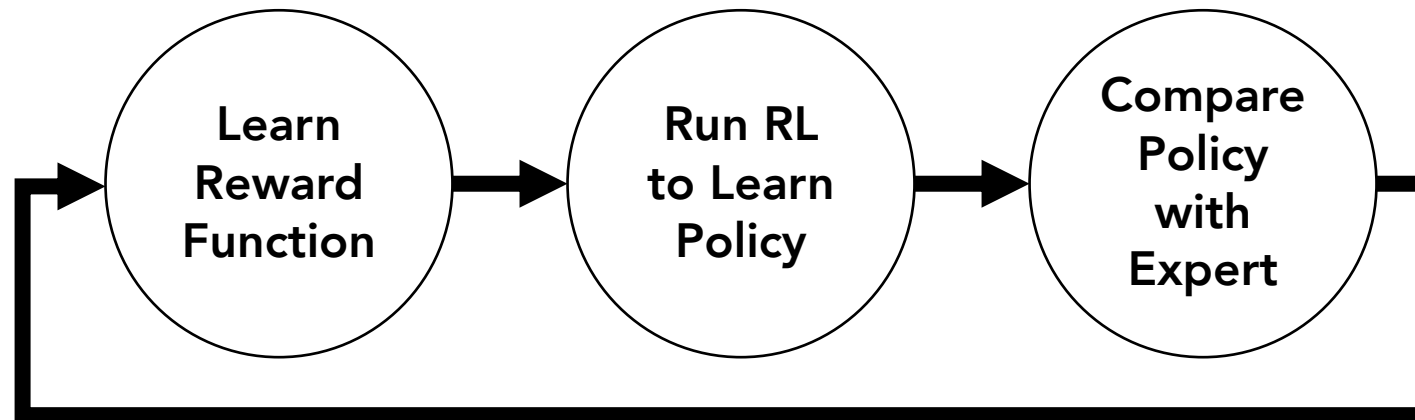 Learn
Reward
Function
Run RL
to Learn
Policy
Compare
Policy
with
Expert